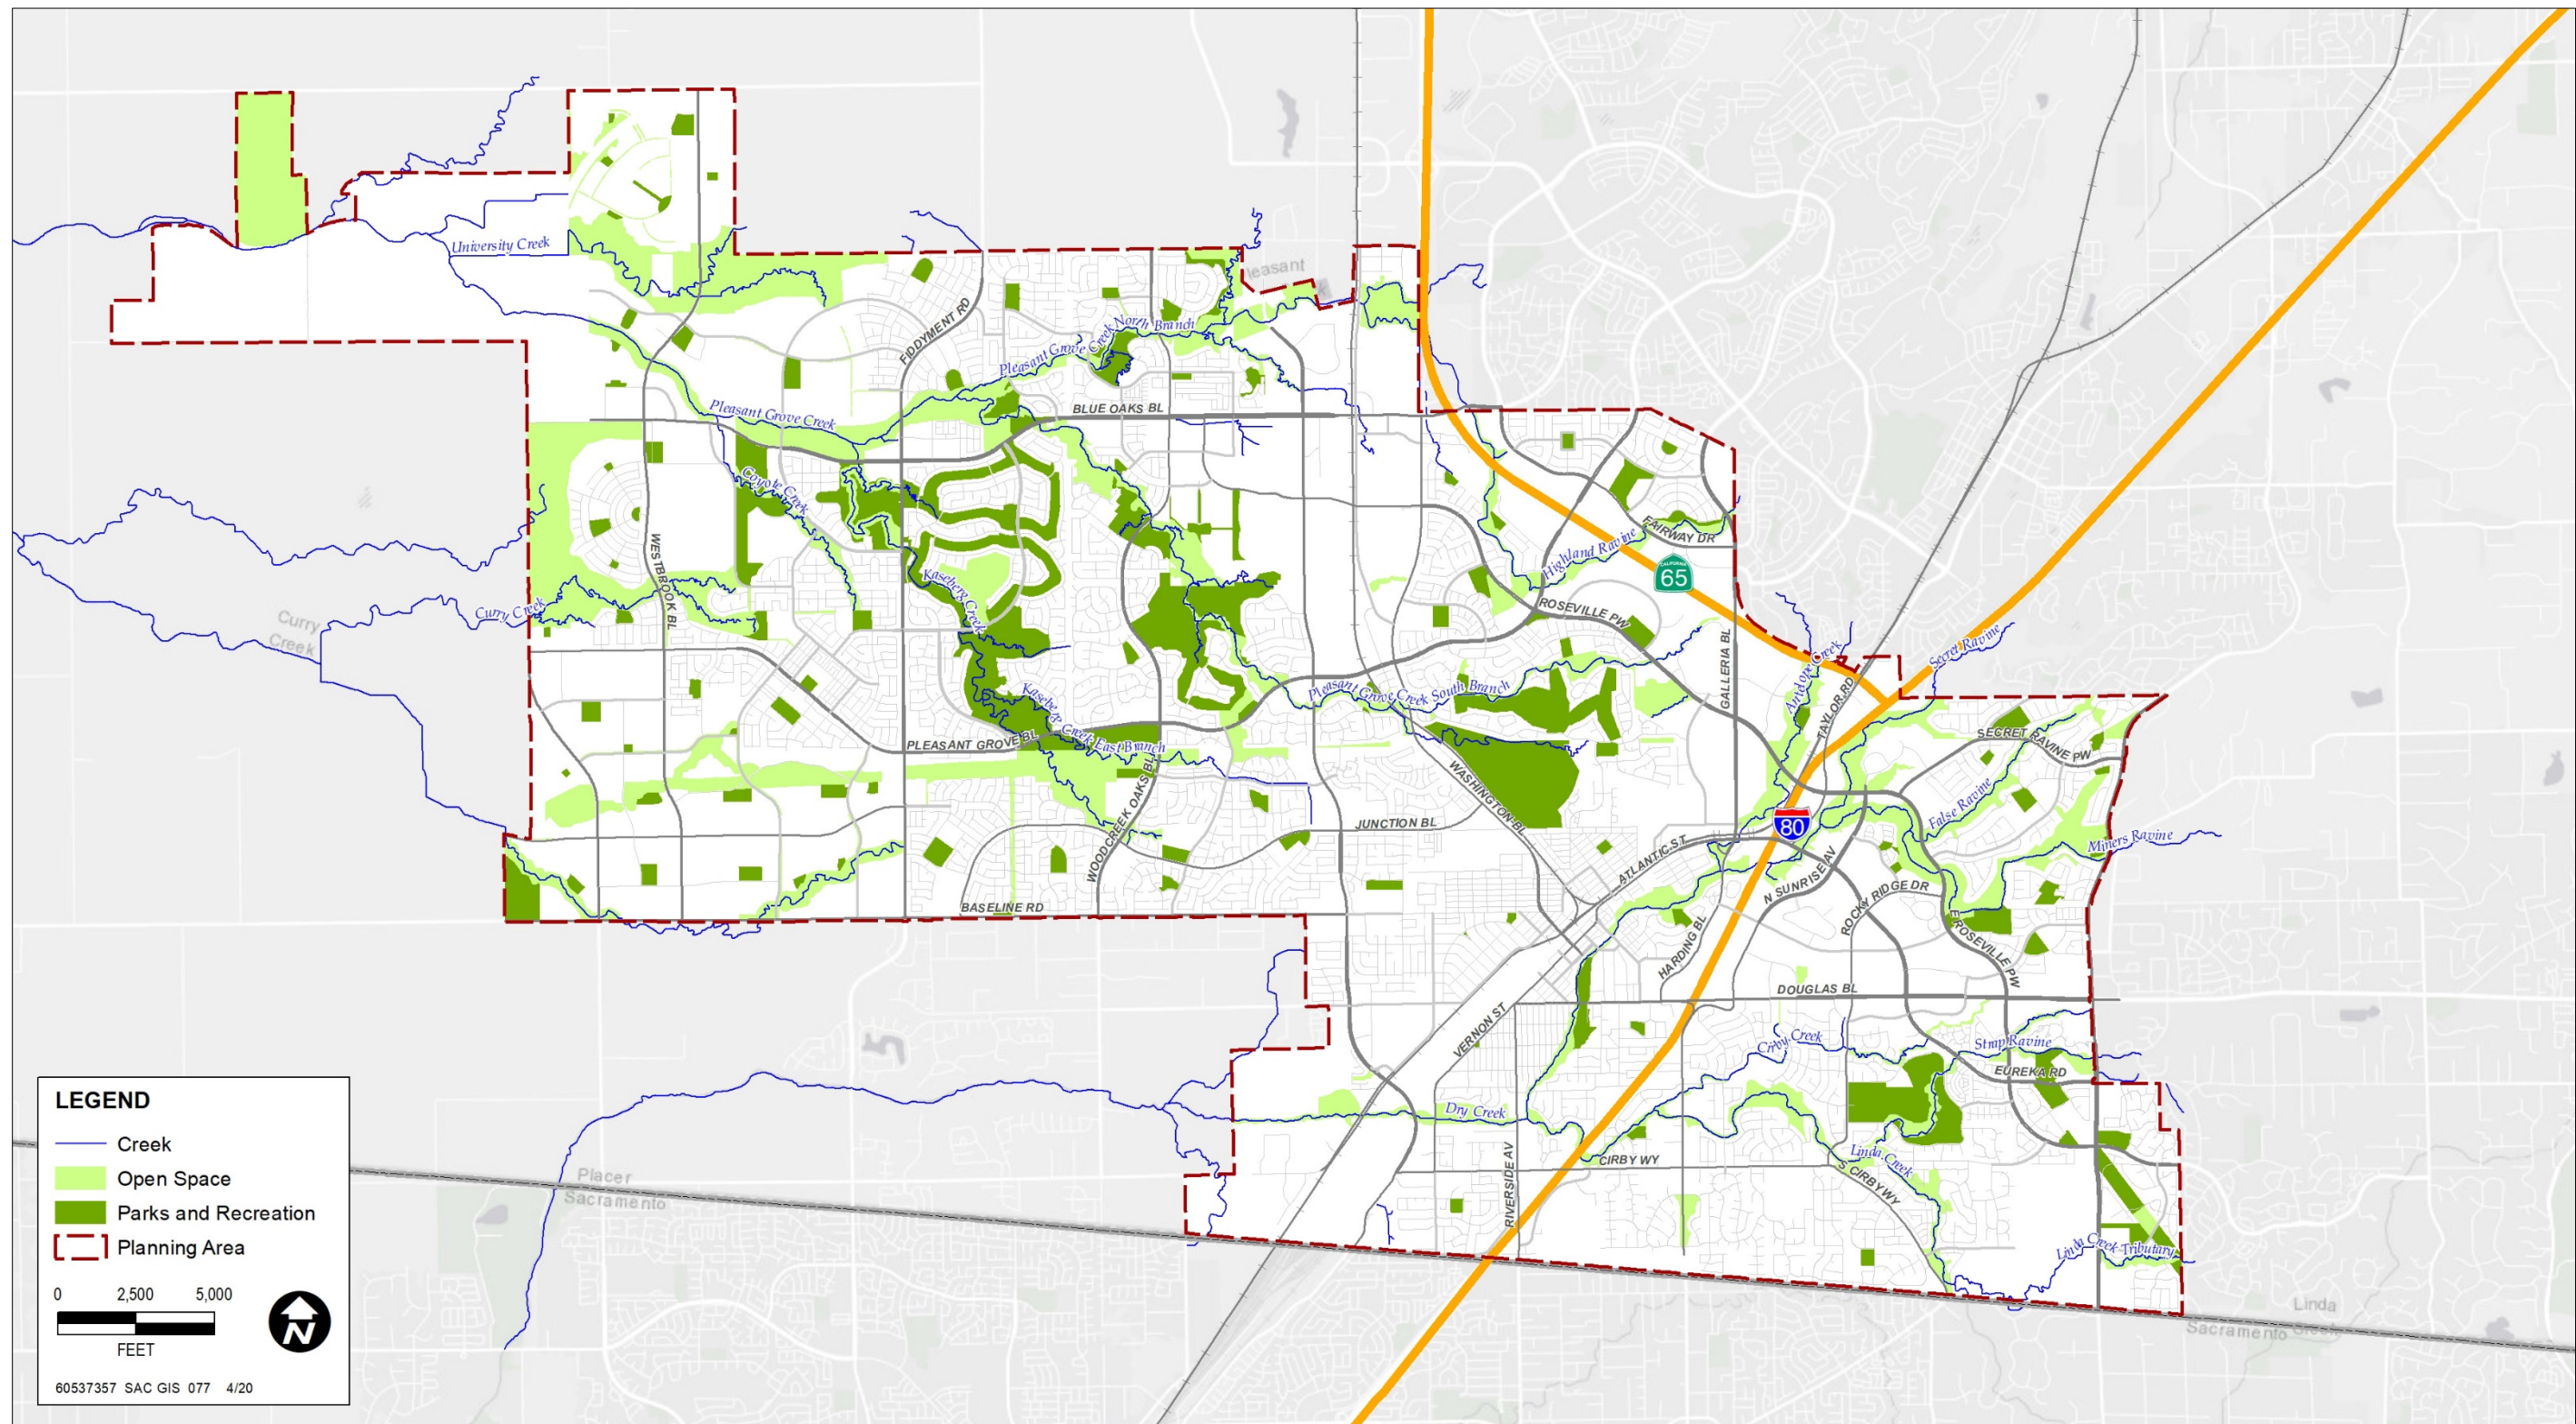 University Creek
leasant
FIDDYMENT RD
Pleasant Grove Creek North Branch
BLUE OAKS BL
Pleasant Grove Creek
Coyote Creek
WESTBROOK BL
Curry Creek
Curry
Creek
Kaseberg Creek
Kaseberg Creek East Branch
PLEASANT GROVE BL
WOODCREEK OAKS BL
JUNCTION BL
BASELINE RD
Pleasant Grove Creek South Branch
WASHINGTON BL
Highland Ravine
FAIRWAY DR
CALIFORNIA
65
ROSEVILLE PW
GALLERIA BL
Antelope Creek
TAYLOR RD
Secret Ravine
SECRET RAVINE PW
False Ravine
Miners Ravine
80
ATLANTIC ST
N SUNRISE AV
ROCKY RIDGE DR
HARDING BL
E ROSEVILLE PW
DOUGLAS BL
VERNON ST
Cirby Creek
Strap Ravine
EUREKA RD
Dry Creek
CIRBY WY
RIVERSIDE AV
Linda Creek
S CIRBY WY
Linda Creek Tributary
Placer
Sacramento
Linda
Sacramento Creek
LEGEND
Creek
Open Space
Parks and Recreation
Planning Area
0 2,500 5,000
FEET
N
60537357 SAC GIS 077 4/20